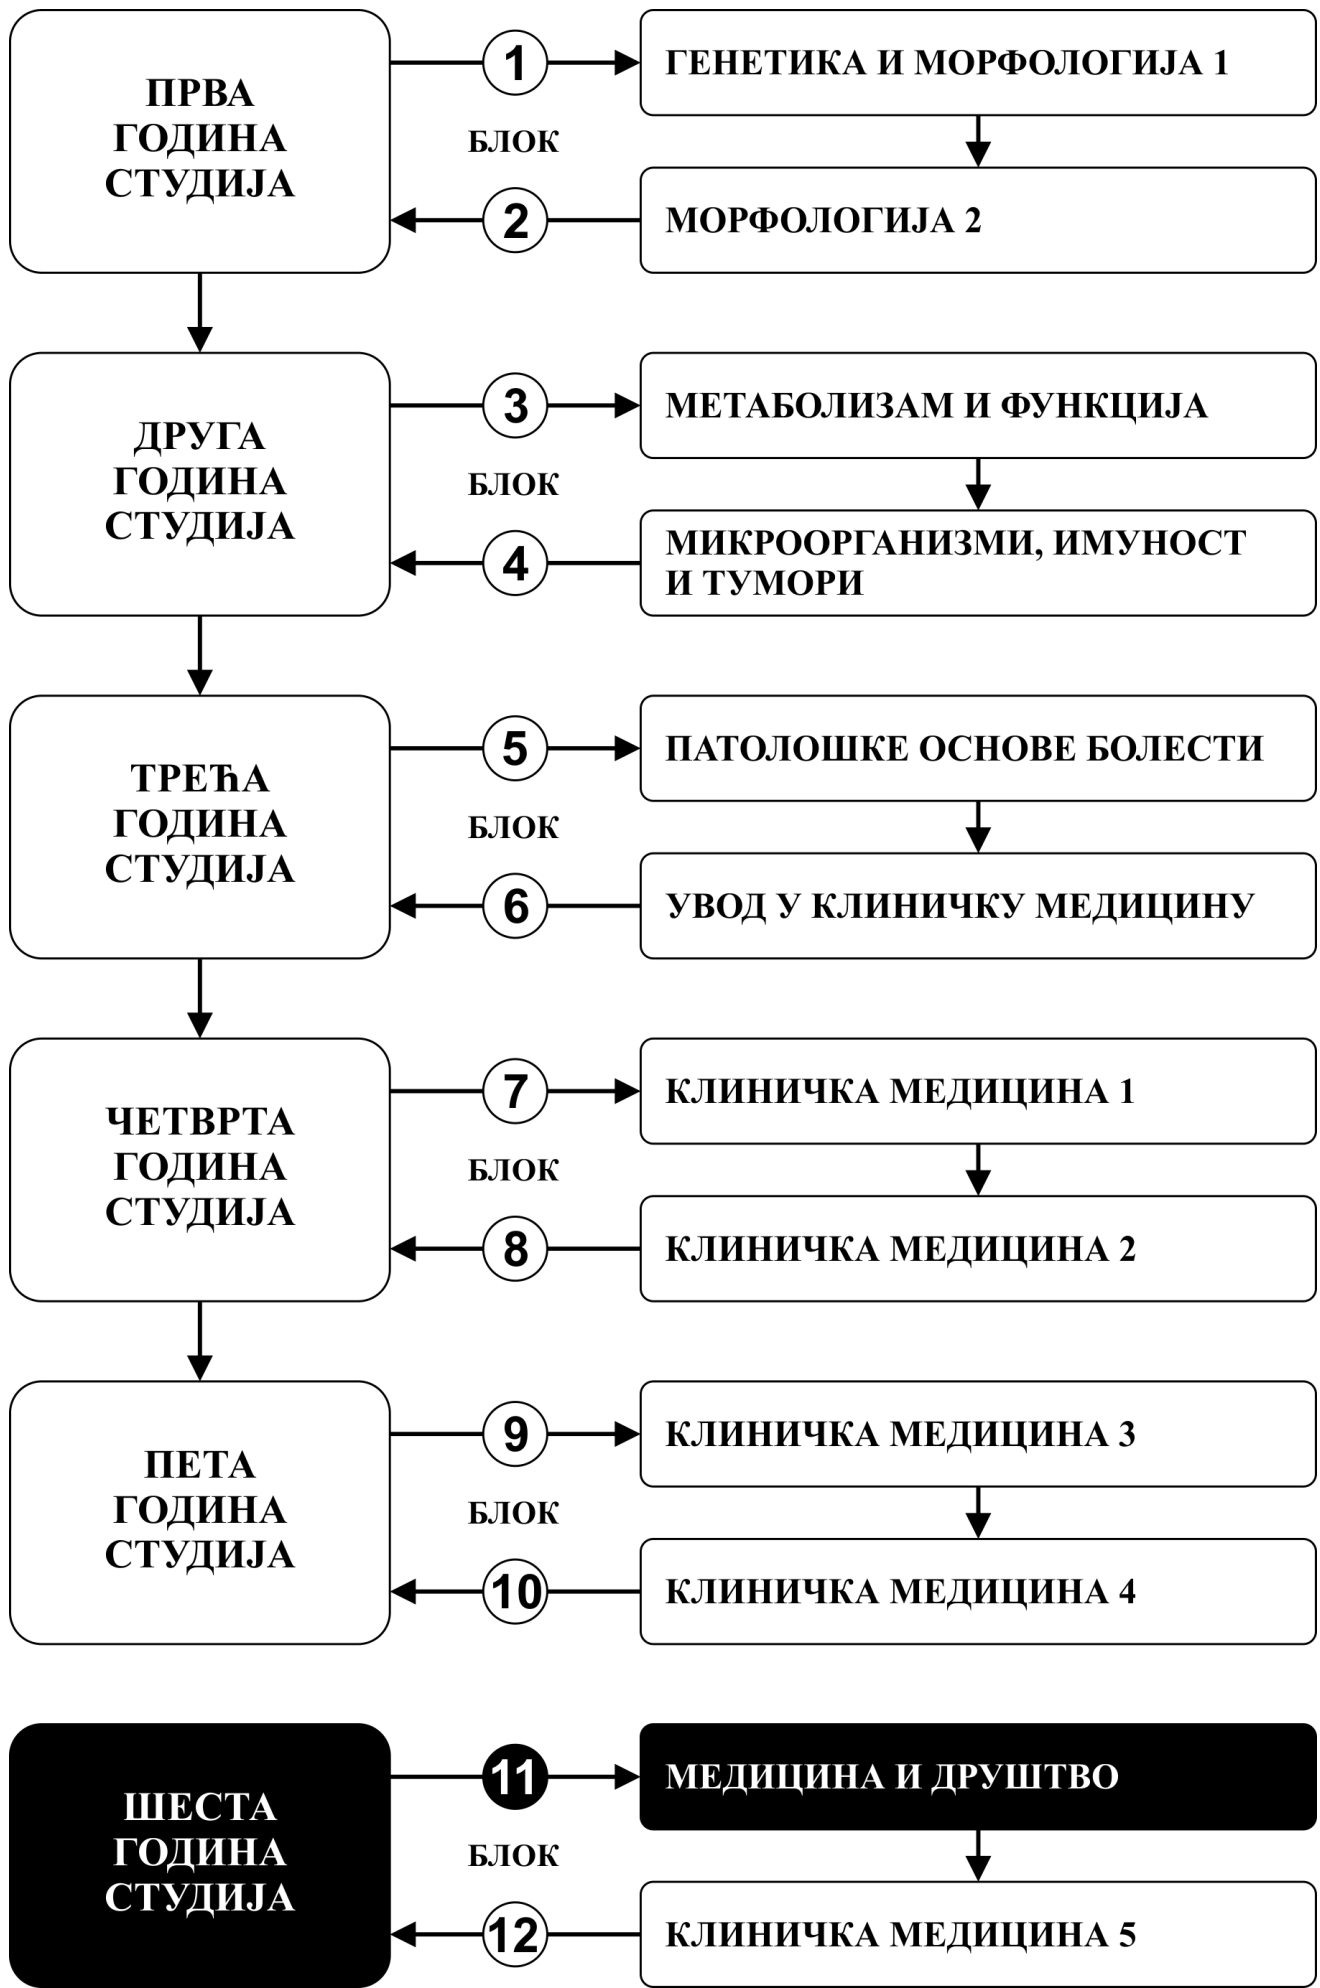 ПРВА
ГОДИНА
СТУДИЈА
1
БЛОК
2
ГЕНЕТИКА И МОРФОЛОГИЈА 1
МОРФОЛОГИЈА 2
ДРУГА
ГОДИНА
СТУДИЈА
3
БЛОК
4
МЕТАБОЛИЗАМ И ФУНКЦИЈА
МИКРООРГАНИЗМИ, ИМУНОСТ
И ТУМОРИ
ТРЕЋА
ГОДИНА
СТУДИЈА
5
БЛОК
6
ПАТОЛОШКЕ ОСНОВЕ БОЛЕСТИ
УВОД У КЛИНИЧКУ МЕДИЦИНУ
ЧЕТВРТА
ГОДИНА
СТУДИЈА
7
БЛОК
8
КЛИНИЧКА МЕДИЦИНА 1
КЛИНИЧКА МЕДИЦИНА 2
ПЕТА
ГОДИНА
СТУДИЈА
9
БЛОК
10
КЛИНИЧКА МЕДИЦИНА 3
КЛИНИЧКА МЕДИЦИНА 4
ШЕСТА
ГОДИНА
СТУДИЈА
11
БЛОК
12
МЕДИЦИНА И ДРУШТВО
КЛИНИЧКА МЕДИЦИНА 5